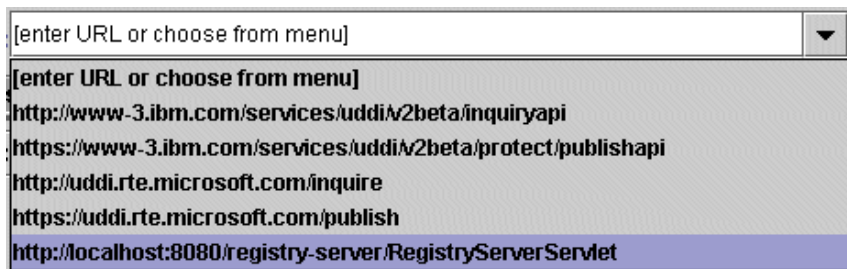 [enter URL or choose from menu]
[enter URL or choose from menu]
http://www-3.ibm.com/services/uddi/v2beta/inquiryapi
https://www-3.ibm.com/services/uddi/v2beta/protect/publishapi
http://uddi.rte.microsoft.com/inquire
https://uddi.rte.microsoft.com/publish
http://localhost:8080/registry-server/RegistryServerServlet